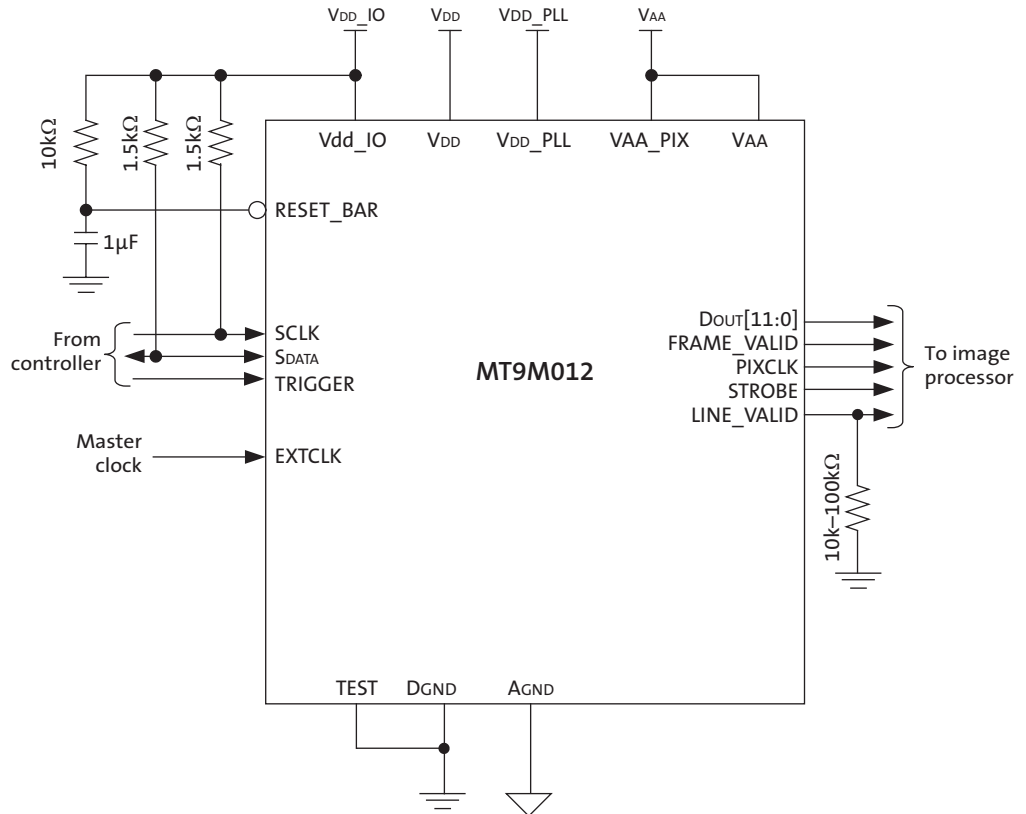 VDD_IO VDD VDD_PLL VAA
10kΩ
1.5kΩ
1.5kΩ
Vdd_IO VDD VDD_PLL VAA_PIX VAA
RESET_BAR
1µF
From
controller
SCLK
SDATA
TRIGGER
Master
clock
EXTCLK
MT9M012
DOUT[11:0]
FRAME_VALID
PIXCLK
STROBE
LINE_VALID
To image
processor
10k–100kΩ
TEST DGND AGND